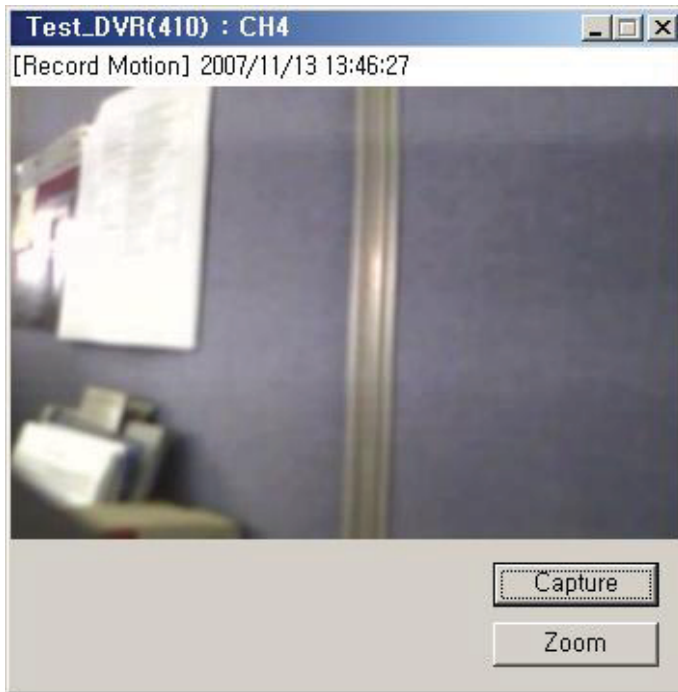 Test_DVR(410) : CH4
[Record Motion] 2007/11/13 13:46:27
Capture
Zoom